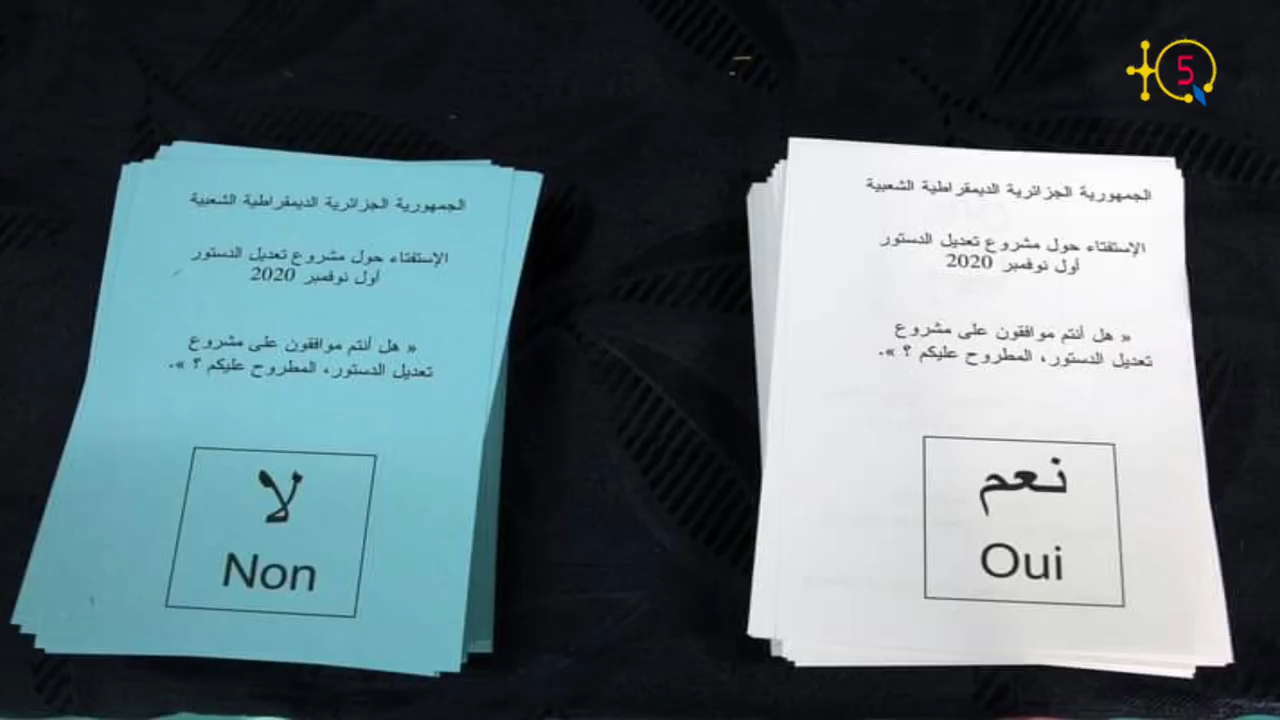 الجمهورية الجزائرية الديمقراطية الشعبية
الإستفتاء حول مشروع تعديل الدستور
أول نوفمبر 2020
« هل أنتم موافقون على مشروع
تعديل الدستور، المطروح عليكم ؟ ».
لا
Non
الجمهورية الجزائرية الديمقراطية الشعبية
الإستفتاء حول مشروع تعديل الدستور
أول نوفمبر 2020
« هل أنتم موافقون على مشروع
تعديل الدستور، المطروح عليكم ؟ ».
نعم
Oui
5